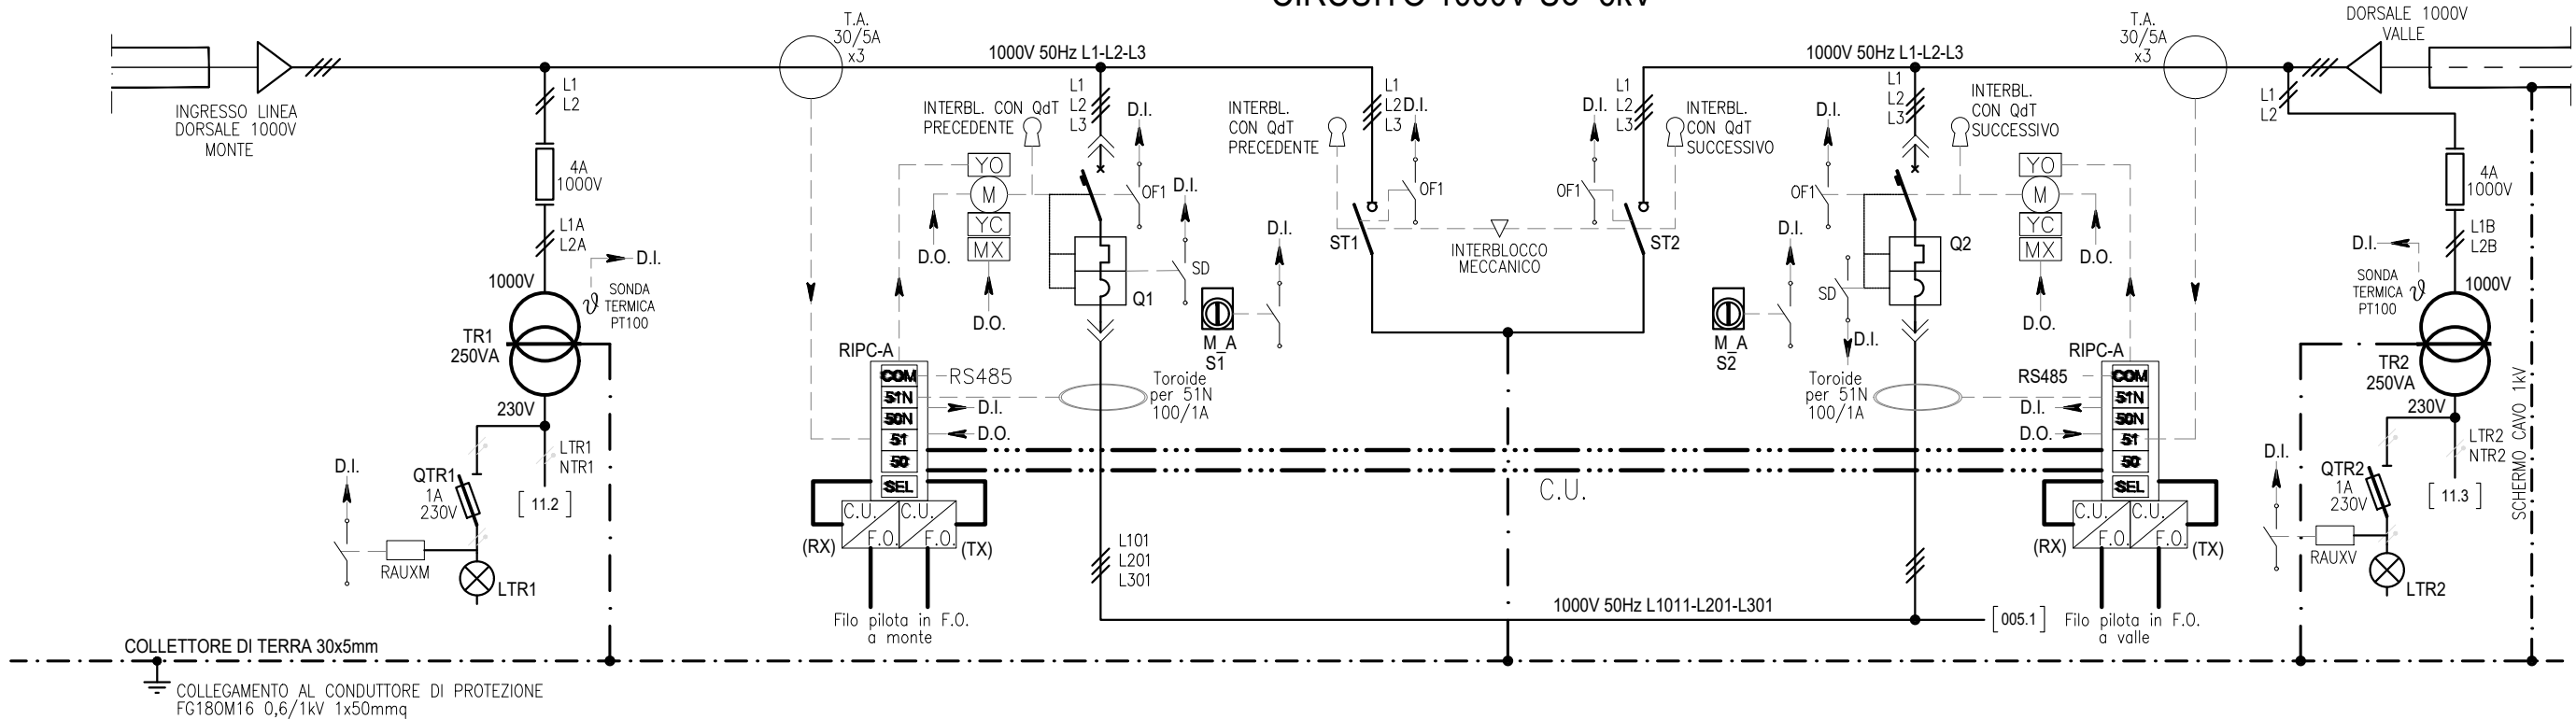 INGRESSO LINEA
DORSALE 1000V
MONTE
L1
L2
4A
1000V
L1A
L2A
D.I.
1000V
SONDA
TERMICA
PT100
TR1
250VA
230V
LTR1
NTR1
[ 11.2 ]
D.I.
QTR1
1A
230V
RAUXM
LTR1
T.A.
30/5A
x3
1000V 50Hz L1-L2-L3
L1
L2
L3
INTERBL. CON QdT
PRECEDENTE
D.I.
YO
M
YC
MX
D.O.
D.O.
OF1
D.I.
SD
Q1
RIPC-A
COM
51N
50N
51
50
SEL
RS485
D.I.
D.O.
C.U.
F.O.
C.U.
F.O.
(RX)
(TX)
Filo pilota in F.O.
a monte
Toroide
per 51N
100/1A
L101
L201
L301
D.I.
M_A
S1
INTERBL.
CON QdT
PRECEDENTE
L1
L2
L3
D.I.
OF1
ST1
INTERBLOCCO
MECCANICO
D.I.
L1
L2
L3
INTERBL.
CON QdT
SUCCESSIVO
OF1
ST2
C.U.
D.I.
M_A
S2
1000V 50Hz L1-L2-L3
L1
L2
L3
D.I.
INTERBL.
CON QdT
SUCCESSIVO
OF1
YO
M
YC
MX
D.O.
D.O.
Q2
SD
D.I.
Toroide
per 51N
100/1A
1000V 50Hz L1011-L201-L301
[ 005.1 ]
T.A.
30/5A
x3
RIPC-A
RS485
COM
51N
50N
51
50
SEL
D.I.
D.O.
C.U.
F.O.
C.U.
F.O.
(RX)
(TX)
Filo pilota in F.O.
a valle
DORSALE 1000V
VALLE
L1
L2
4A
1000V
L1B
L2B
D.I.
SONDA
TERMICA
PT100
1000V
TR2
250VA
230V
LTR2
NTR2
[ 11.3 ]
D.I.
QTR2
1A
230V
RAUXV
LTR2
SCHERMO CAVO 1kV
COLLETTORE DI TERRA 30x5mm
COLLEGAMENTO AL CONDUTTORE DI PROTEZIONE
FG18OM16 0,6/1kV 1x50mmq